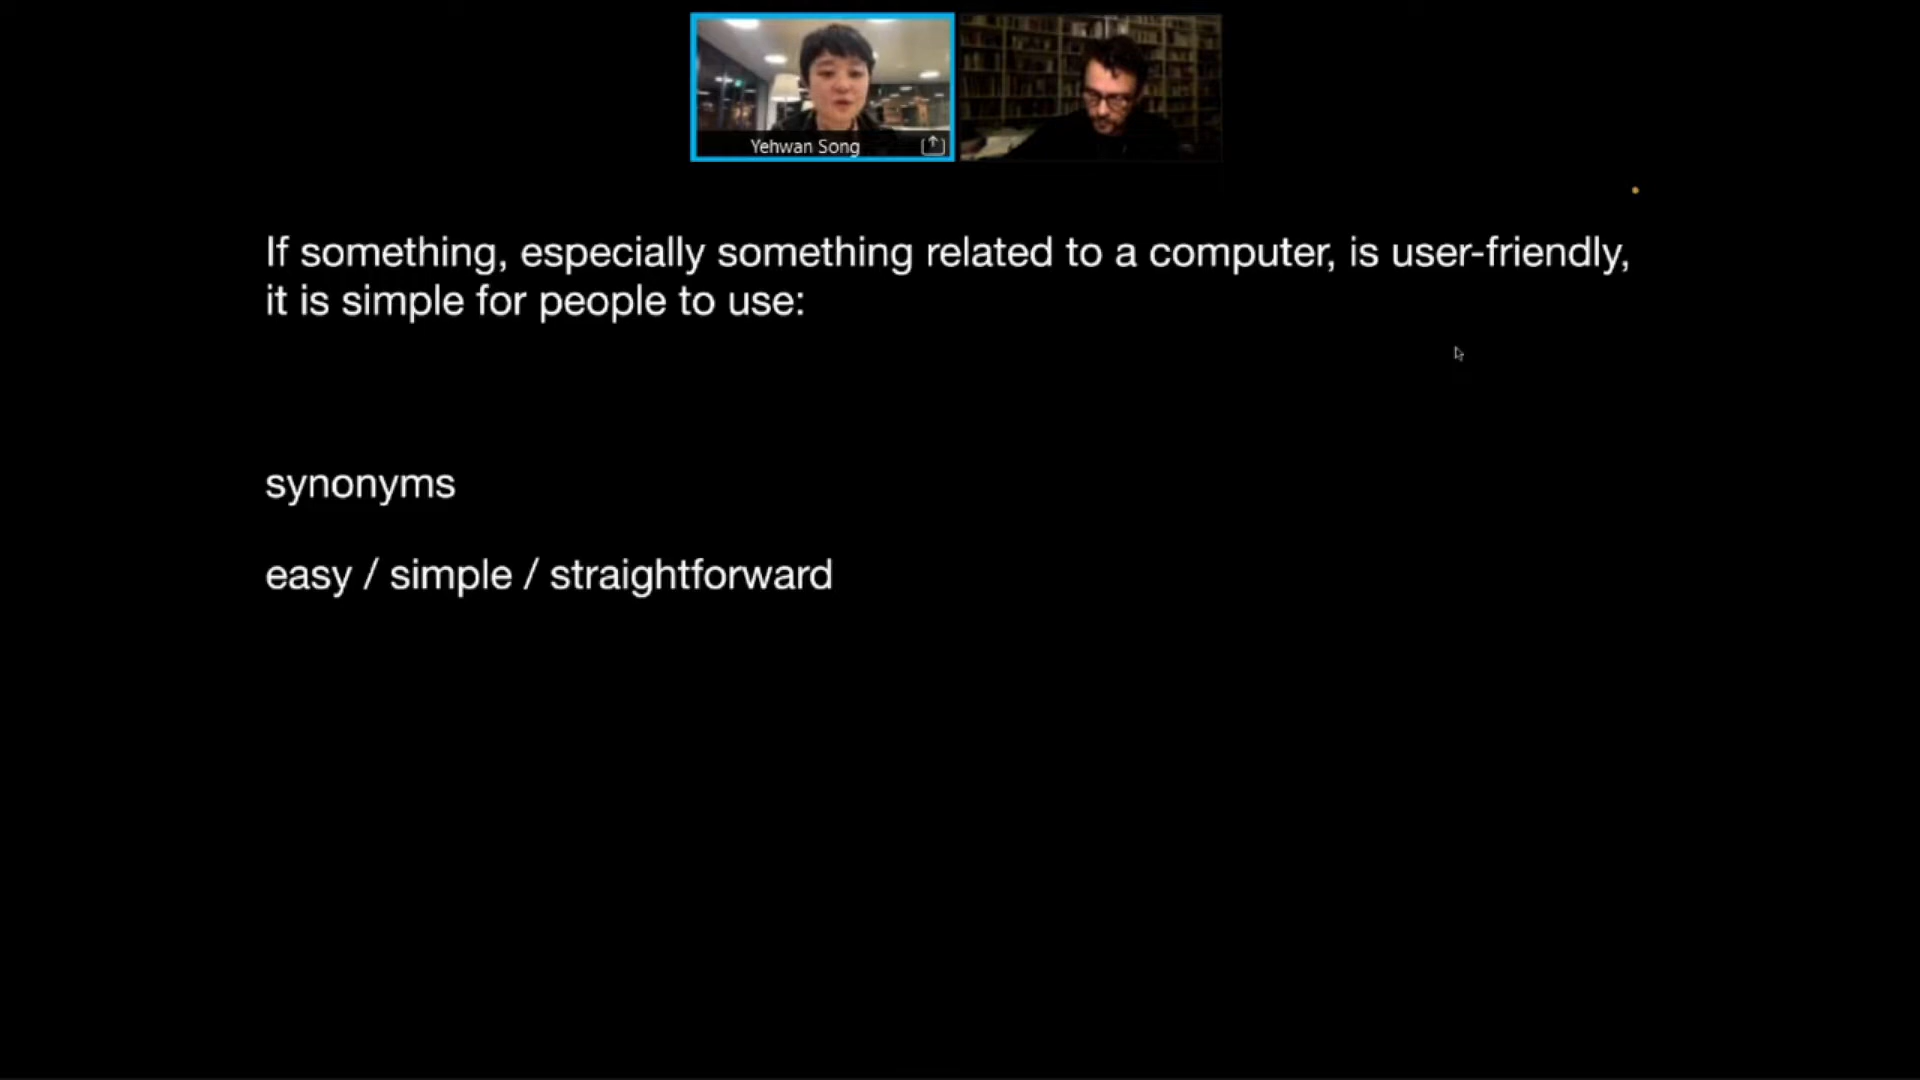 Yehwan Song
If something, especially something related to a computer, is user-friendly,
it is simple for people to use:
synonyms
easy / simple / straightforward